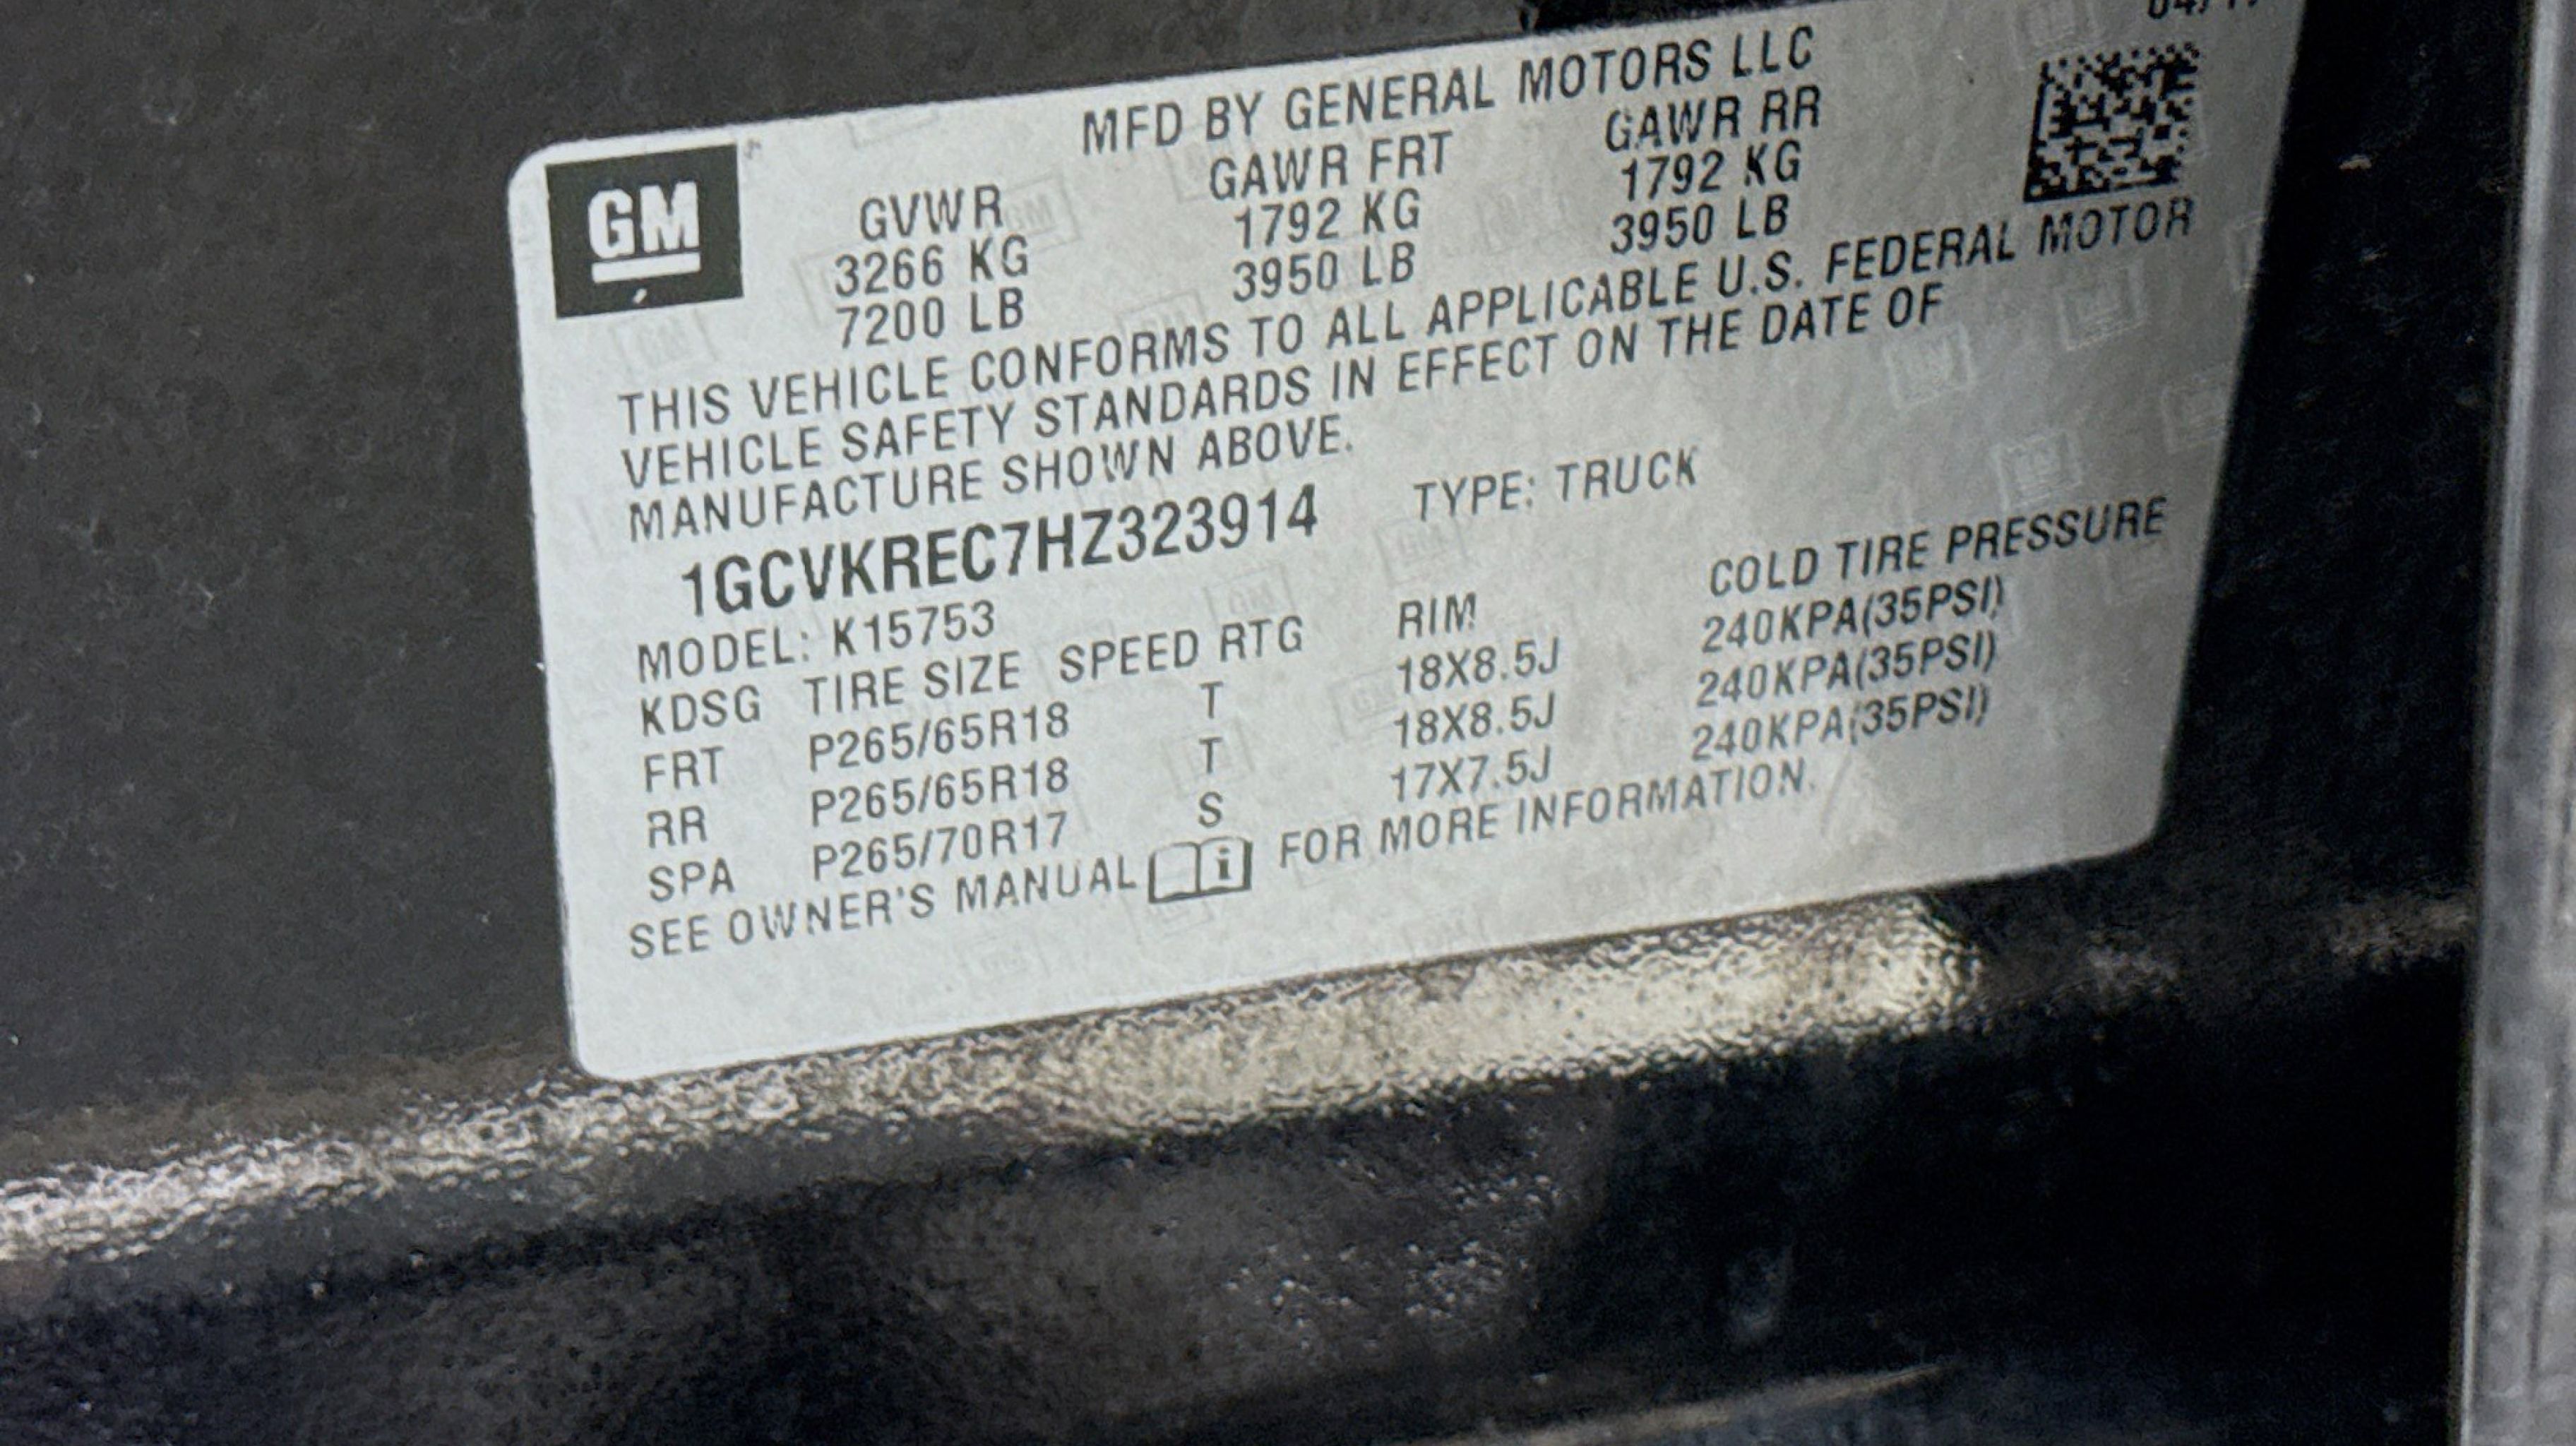 MFD BY GENERAL MOTORS LLC
GM
GVWR GAWR FRT GAWR RR
3266 KG 1792 KG 1792 KG
7200 LB 3950 LB 3950 LB
THIS VEHICLE CONFORMS TO ALL APPLICABLE U.S. FEDERAL MOTOR
VEHICLE SAFETY STANDARDS IN EFFECT ON THE DATE OF
MANUFACTURE SHOWN ABOVE.
1GCVKREC7HZ323914 TYPE: TRUCK
MODEL: K15753
KDSG TIRE SIZE SPEED RTG RIM COLD TIRE PRESSURE
FRT P265/65R18 T 18X8.5J 240KPA(35PSI)
RR P265/65R18 T 18X8.5J 240KPA(35PSI)
SPA P265/70R17 S 17X7.5J 240KPA(35PSI)
SEE OWNER'S MANUAL i FOR MORE INFORMATION.